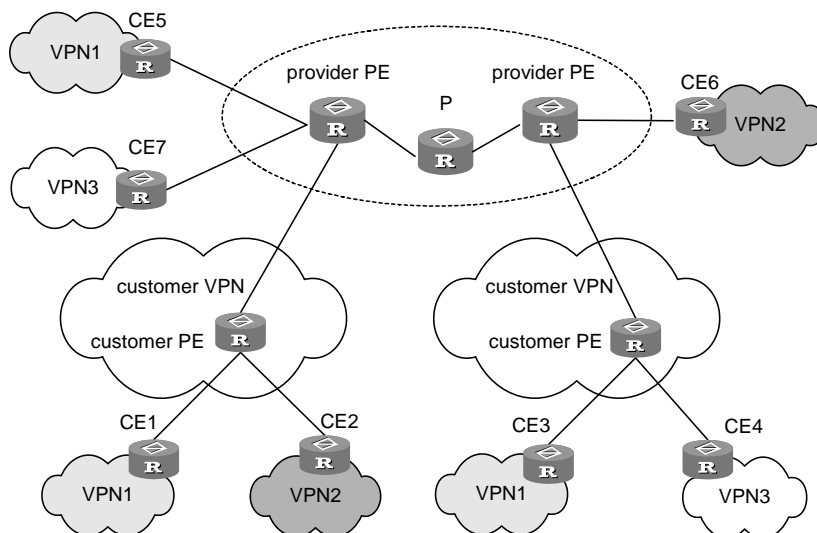 CE5
VPN1
R
provider PE
provider PE
P
CE6
R
R
R
R
VPN2
CE7
VPN3
R
customer VPN
customer VPN
customer PE
R
customer PE
R
CE1
CE2
CE3
CE4
R
R
R
R
VPN1
VPN2
VPN1
VPN3